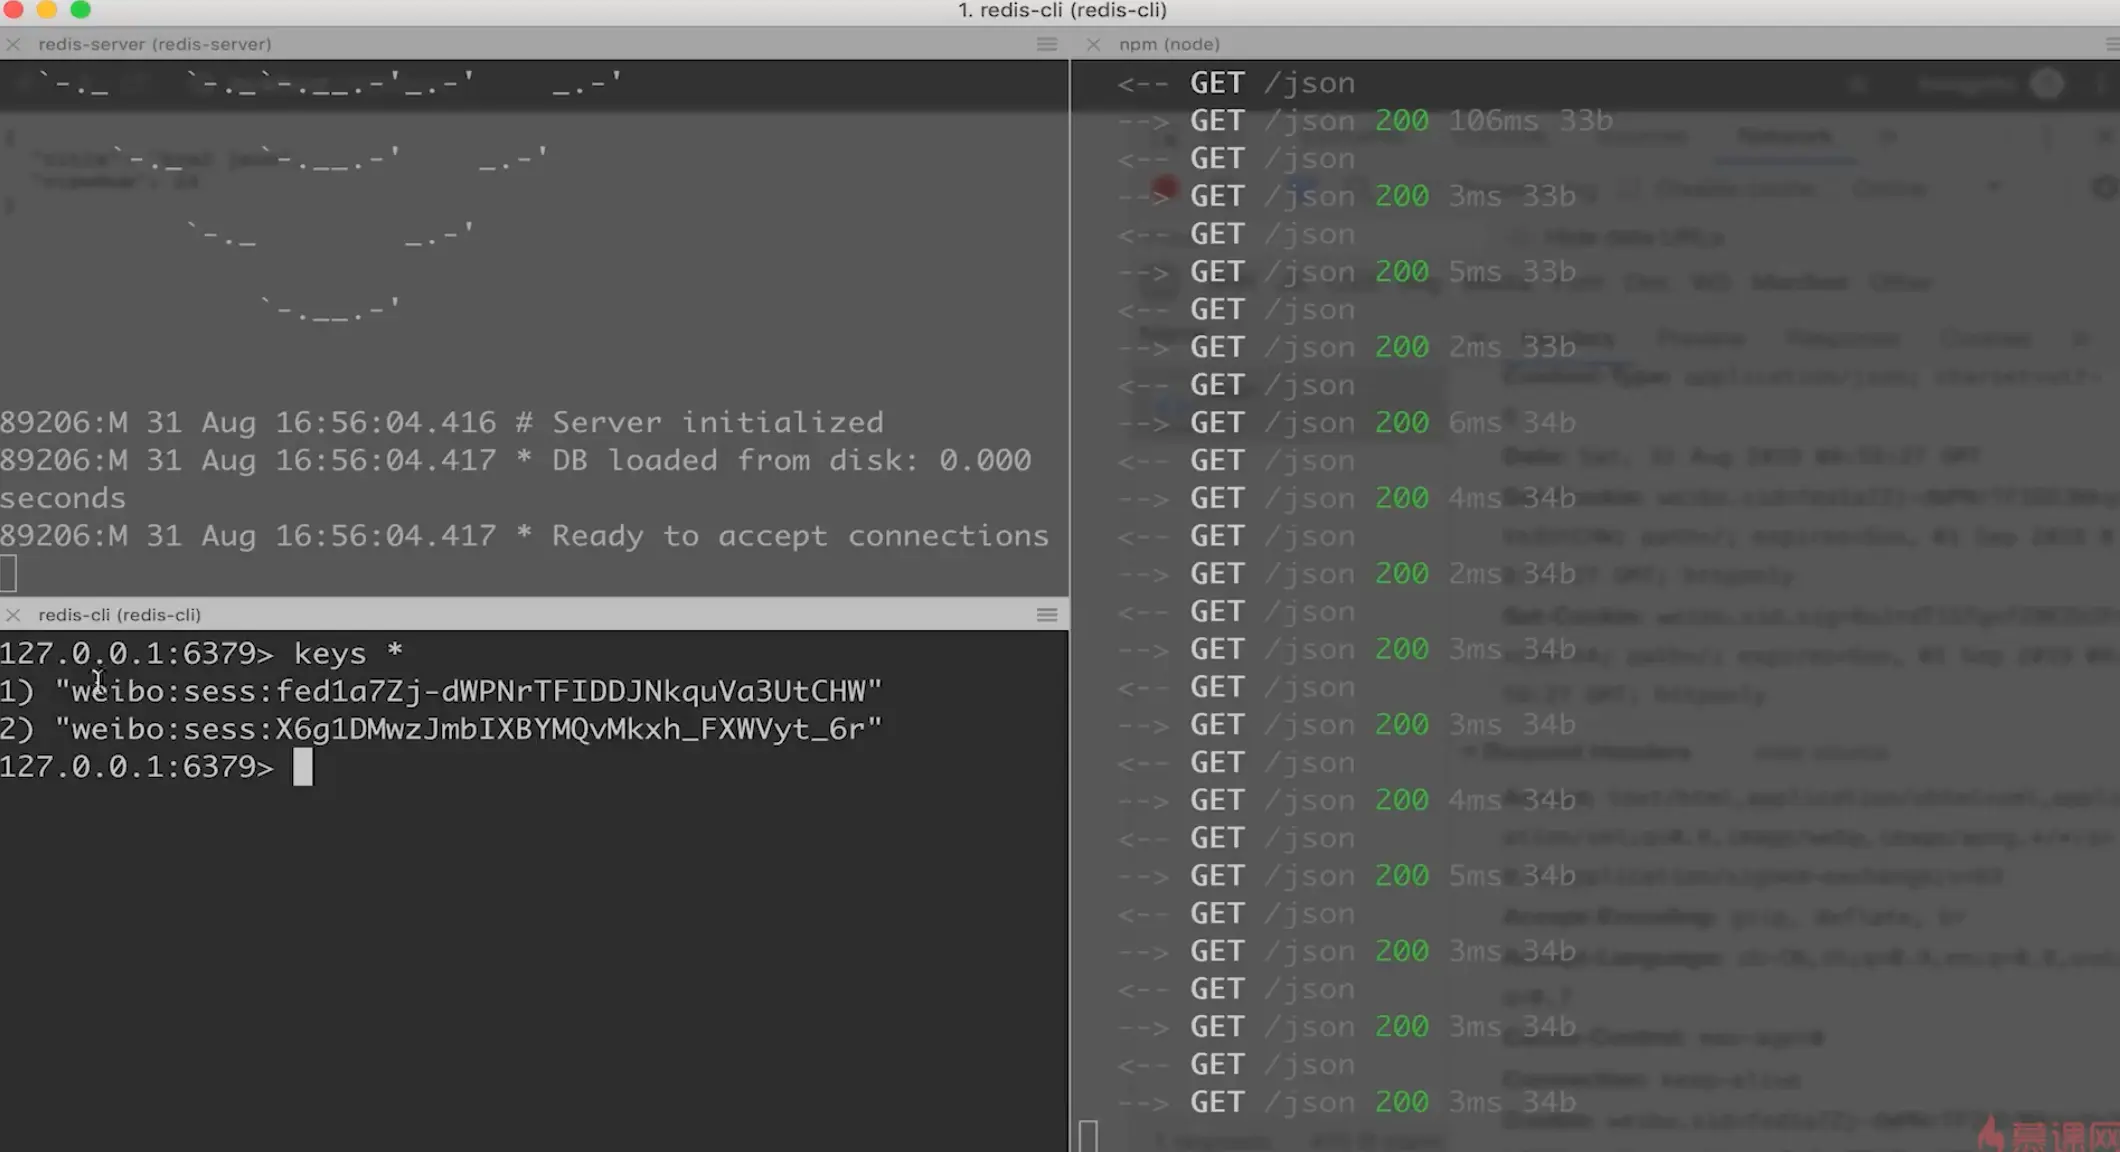 1. redis-cli (redis-cli)
redis-server (redis-server)
89206:M 31 Aug 16:56:04.416 # Server initialized
89206:M 31 Aug 16:56:04.417 * DB loaded from disk: 0.000
seconds
89206:M 31 Aug 16:56:04.417 * Ready to accept connections
redis-cli (redis-cli)
127.0.0.1:6379> keys *
1) "weibo:sess:fed1a7Zj-dWPNrTFIDDJNkquVa3UtCHW"
2) "weibo:sess:X6g1DMwzJmbIXBYMQvMkxh_FXWVyt_6r"
127.0.0.1:6379>
npm (node)
<-- GET /json
--> GET /json 200 106ms 33b
<-- GET /json
--> GET /json 200 3ms 33b
<-- GET /json
--> GET /json 200 5ms 33b
<-- GET /json
--> GET /json 200 2ms 33b
<-- GET /json
--> GET /json 200 6ms 34b
<-- GET /json
--> GET /json 200 4ms 34b
<-- GET /json
--> GET /json 200 2ms 34b
<-- GET /json
--> GET /json 200 3ms 34b
<-- GET /json
--> GET /json 200 3ms 34b
<-- GET /json
--> GET /json 200 4ms 34b
<-- GET /json
--> GET /json 200 5ms 34b
<-- GET /json
--> GET /json 200 3ms 34b
<-- GET /json
--> GET /json 200 3ms 34b
<-- GET /json
--> GET /json 200 3ms 34b
慕课网